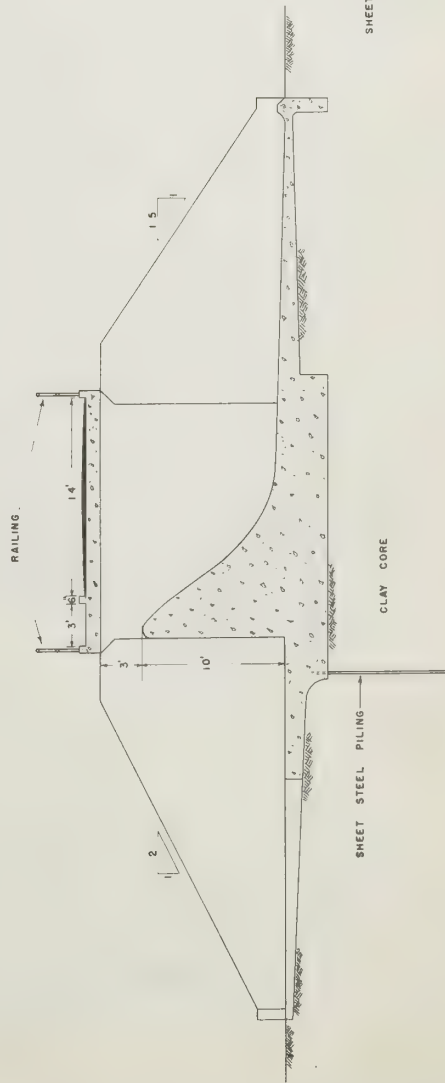 RAILING
3'
6"
14'
3'
10'
1
2
1 5
1
SHEET STEEL PILING
CLAY CORE
SHEET